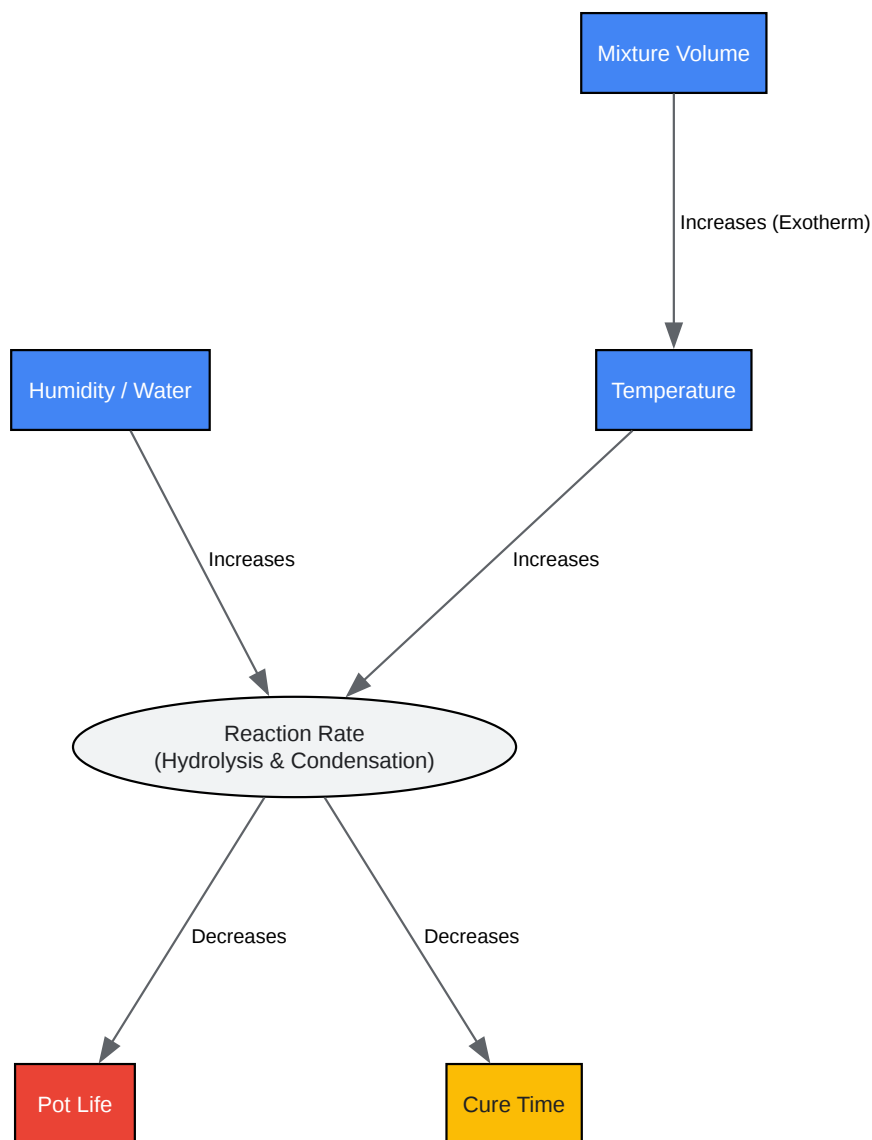 Mixture Volume
Increases (Exotherm)
Humidity / Water
Temperature
Increases
Increases
Reaction Rate
(Hydrolysis & Condensation)
Decreases
Decreases
Pot Life
Cure Time